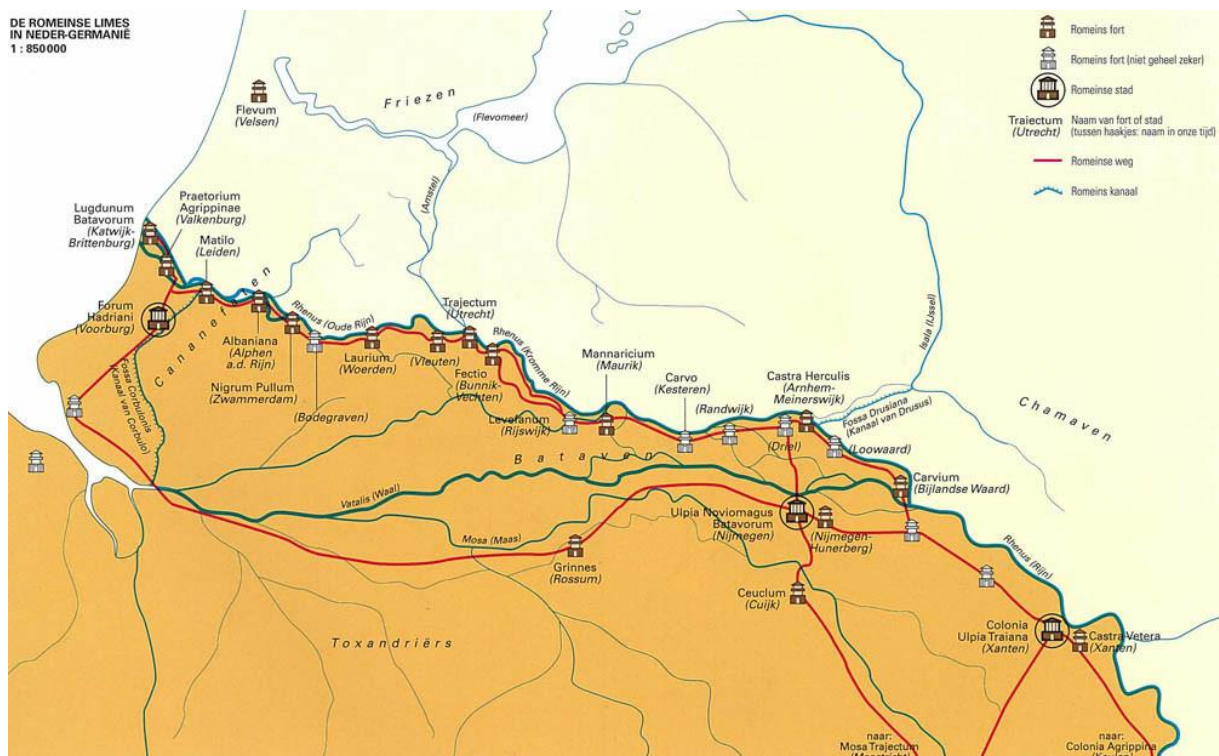 DE ROMEINSE LIMES
IN NEDER-GERMANIË
1 : 850 000
Romeins fort
Romeins fort (niet geheel zeker)
Romeinse stad
Traiectum
(Utrecht)
Naam van fort of stad
(tussen haakjes: naam in onze tijd)
Romeinse weg
Romeins kanaal
Flevum
(Velsen)
Friezen
(Flevomeer)
(Amstel)
Praetorium
Agrippinae
(Valkenburg)
Lugdunum
Batavorum
(Katwijk-
Brittenburg)
Matilo
(Leiden)
Cananefaten
Forum
Hadriani
(Voorburg)
Fossa Corbulonis
(Kanaal van Corbulo)
Albaniana
(Alphen
a.d. Rijn)
Nigrum Pullum
(Zwammerdam)
(Bodegraven)
Rhenus (Oude Rijn)
Laurium
(Woerden)
(Vleuten)
Trajectum
(Utrecht)
Fectio
(Bunnik-
Vechten)
Rhenus (Kromme Rijn)
Levefanum
(Rijswijk)
Mannaricium
(Maurik)
Carvo
(Kesteren)
(Randwijk)
Castra Herculis
(Arnhem-
Meinerswijk)
(Driel)
Isala (IJssel)
Fossa Drusiana
(Kanaal van Drusus)
(Loowaard)
Chamaven
Carvium
(Bijlandse Waard)
Bataven
Vatalis (Waal)
Mosa (Maas)
Ulpia Noviomagus
Batavorum
(Nijmegen)
(Nijmegen-
Hunerberg)
Grinnes
(Rossum)
Ceuclum
(Cuijk)
Rhenus (Rijn)
Colonia
Ulpia Traiana
(Xanten)
Castra Vetera
(Xanten)
Toxandriërs
naar:
Mosa Trajectum
(Maastricht)
naar:
Colonia Agrippina
(Keulen)